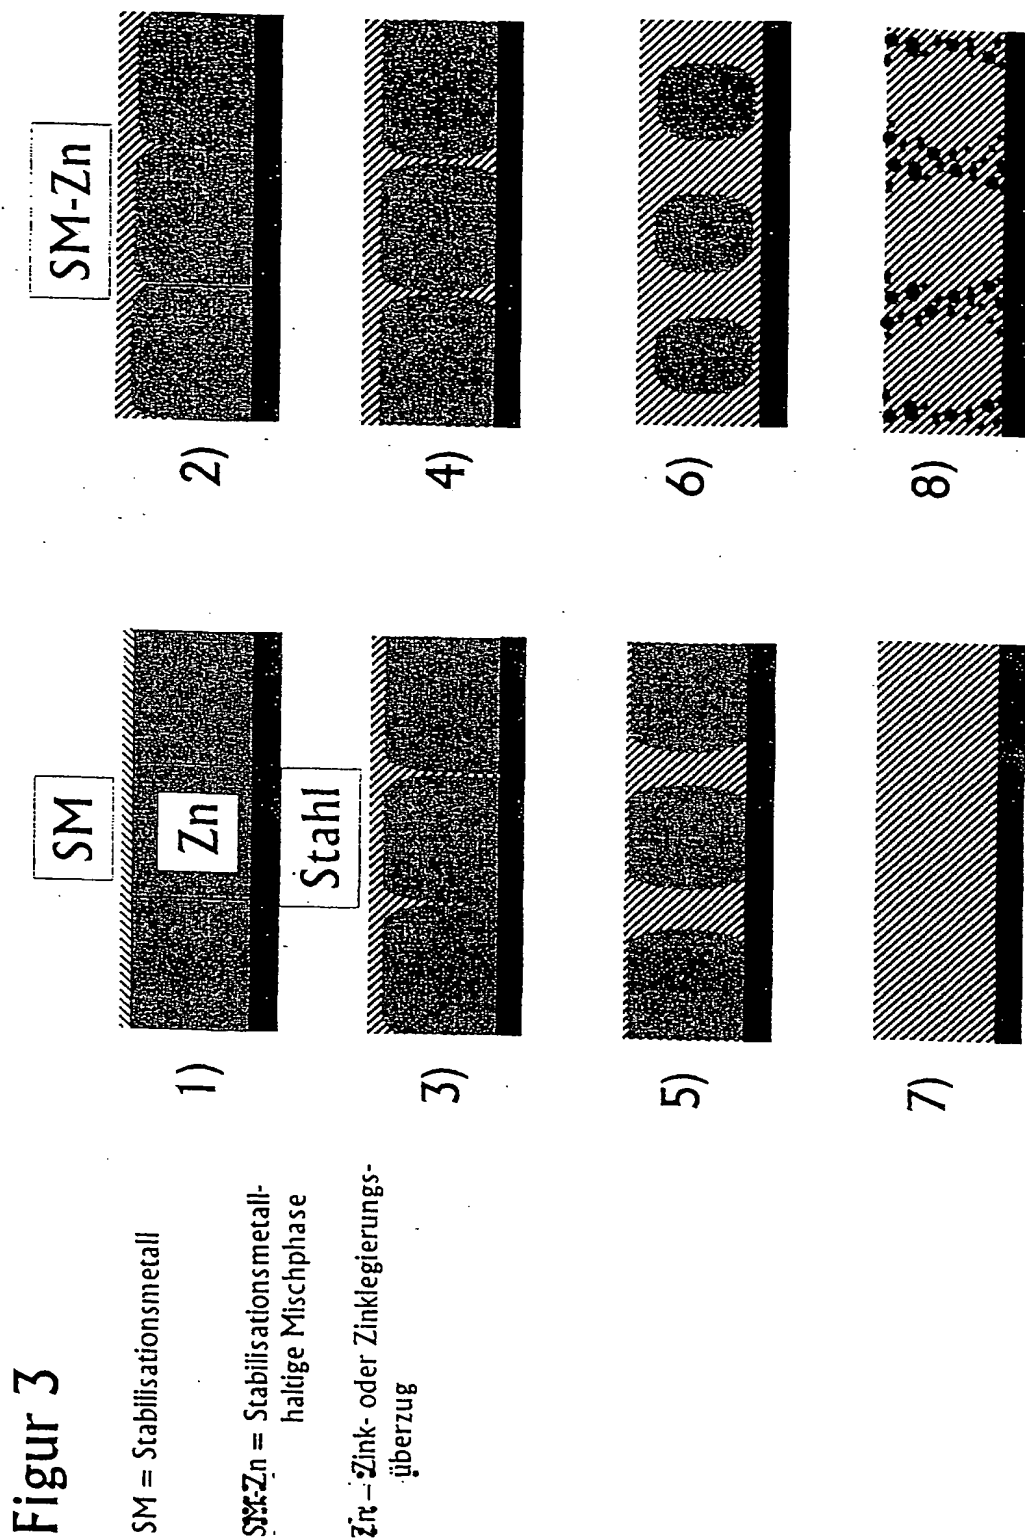 Figur 3
SM = Stabilisationsmetall
SM-Zn = Stabilisationsmetall-
haltige Mischphase
Zn = Zink- oder Zinklegierungs-
überzug
SM
Zn
Stahl
SM-Zn
1)
2)
3)
4)
5)
6)
7)
8)